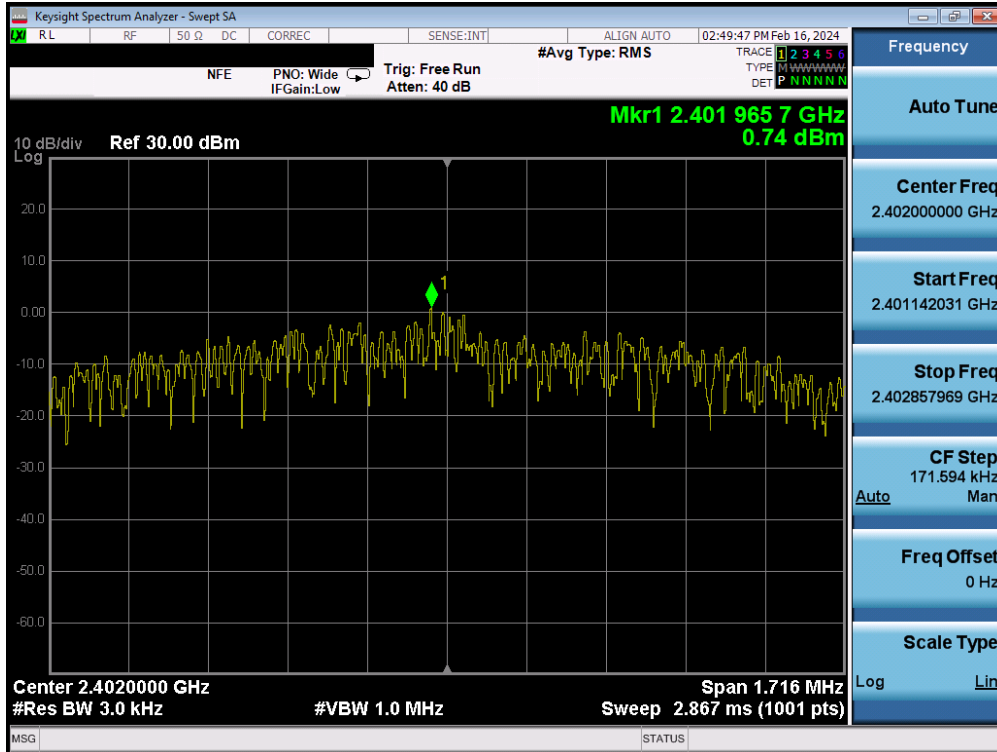 Keysight Spectrum Analyzer - Swept SA
LXI RL RF 50 Ω DC CORREC SENSE:INT ALIGN AUTO 02:49:47 PM Feb 16, 2024
#Avg Type: RMS TRACE 1 2 3 4 5 6
NFE PNO: Wide Trig: Free Run TYPE M W W W W W
IFGain:Low Atten: 40 dB DET P N N N N N
Mkr1 2.401 965 7 GHz
0.74 dBm
10 dB/div Ref 30.00 dBm
Log
20.0
10.0
1
0.00
-10.0
-20.0
-30.0
-40.0
-50.0
-60.0
Center 2.4020000 GHz Span 1.716 MHz
#Res BW 3.0 kHz #VBW 1.0 MHz Sweep 2.867 ms (1001 pts)
MSG STATUS
Frequency
Auto Tune
Center Freq
2.402000000 GHz
Start Freq
2.401142031 GHz
Stop Freq
2.402857969 GHz
CF Step
171.594 kHz
Auto Man
Freq Offset
0 Hz
Scale Type
Log Lin